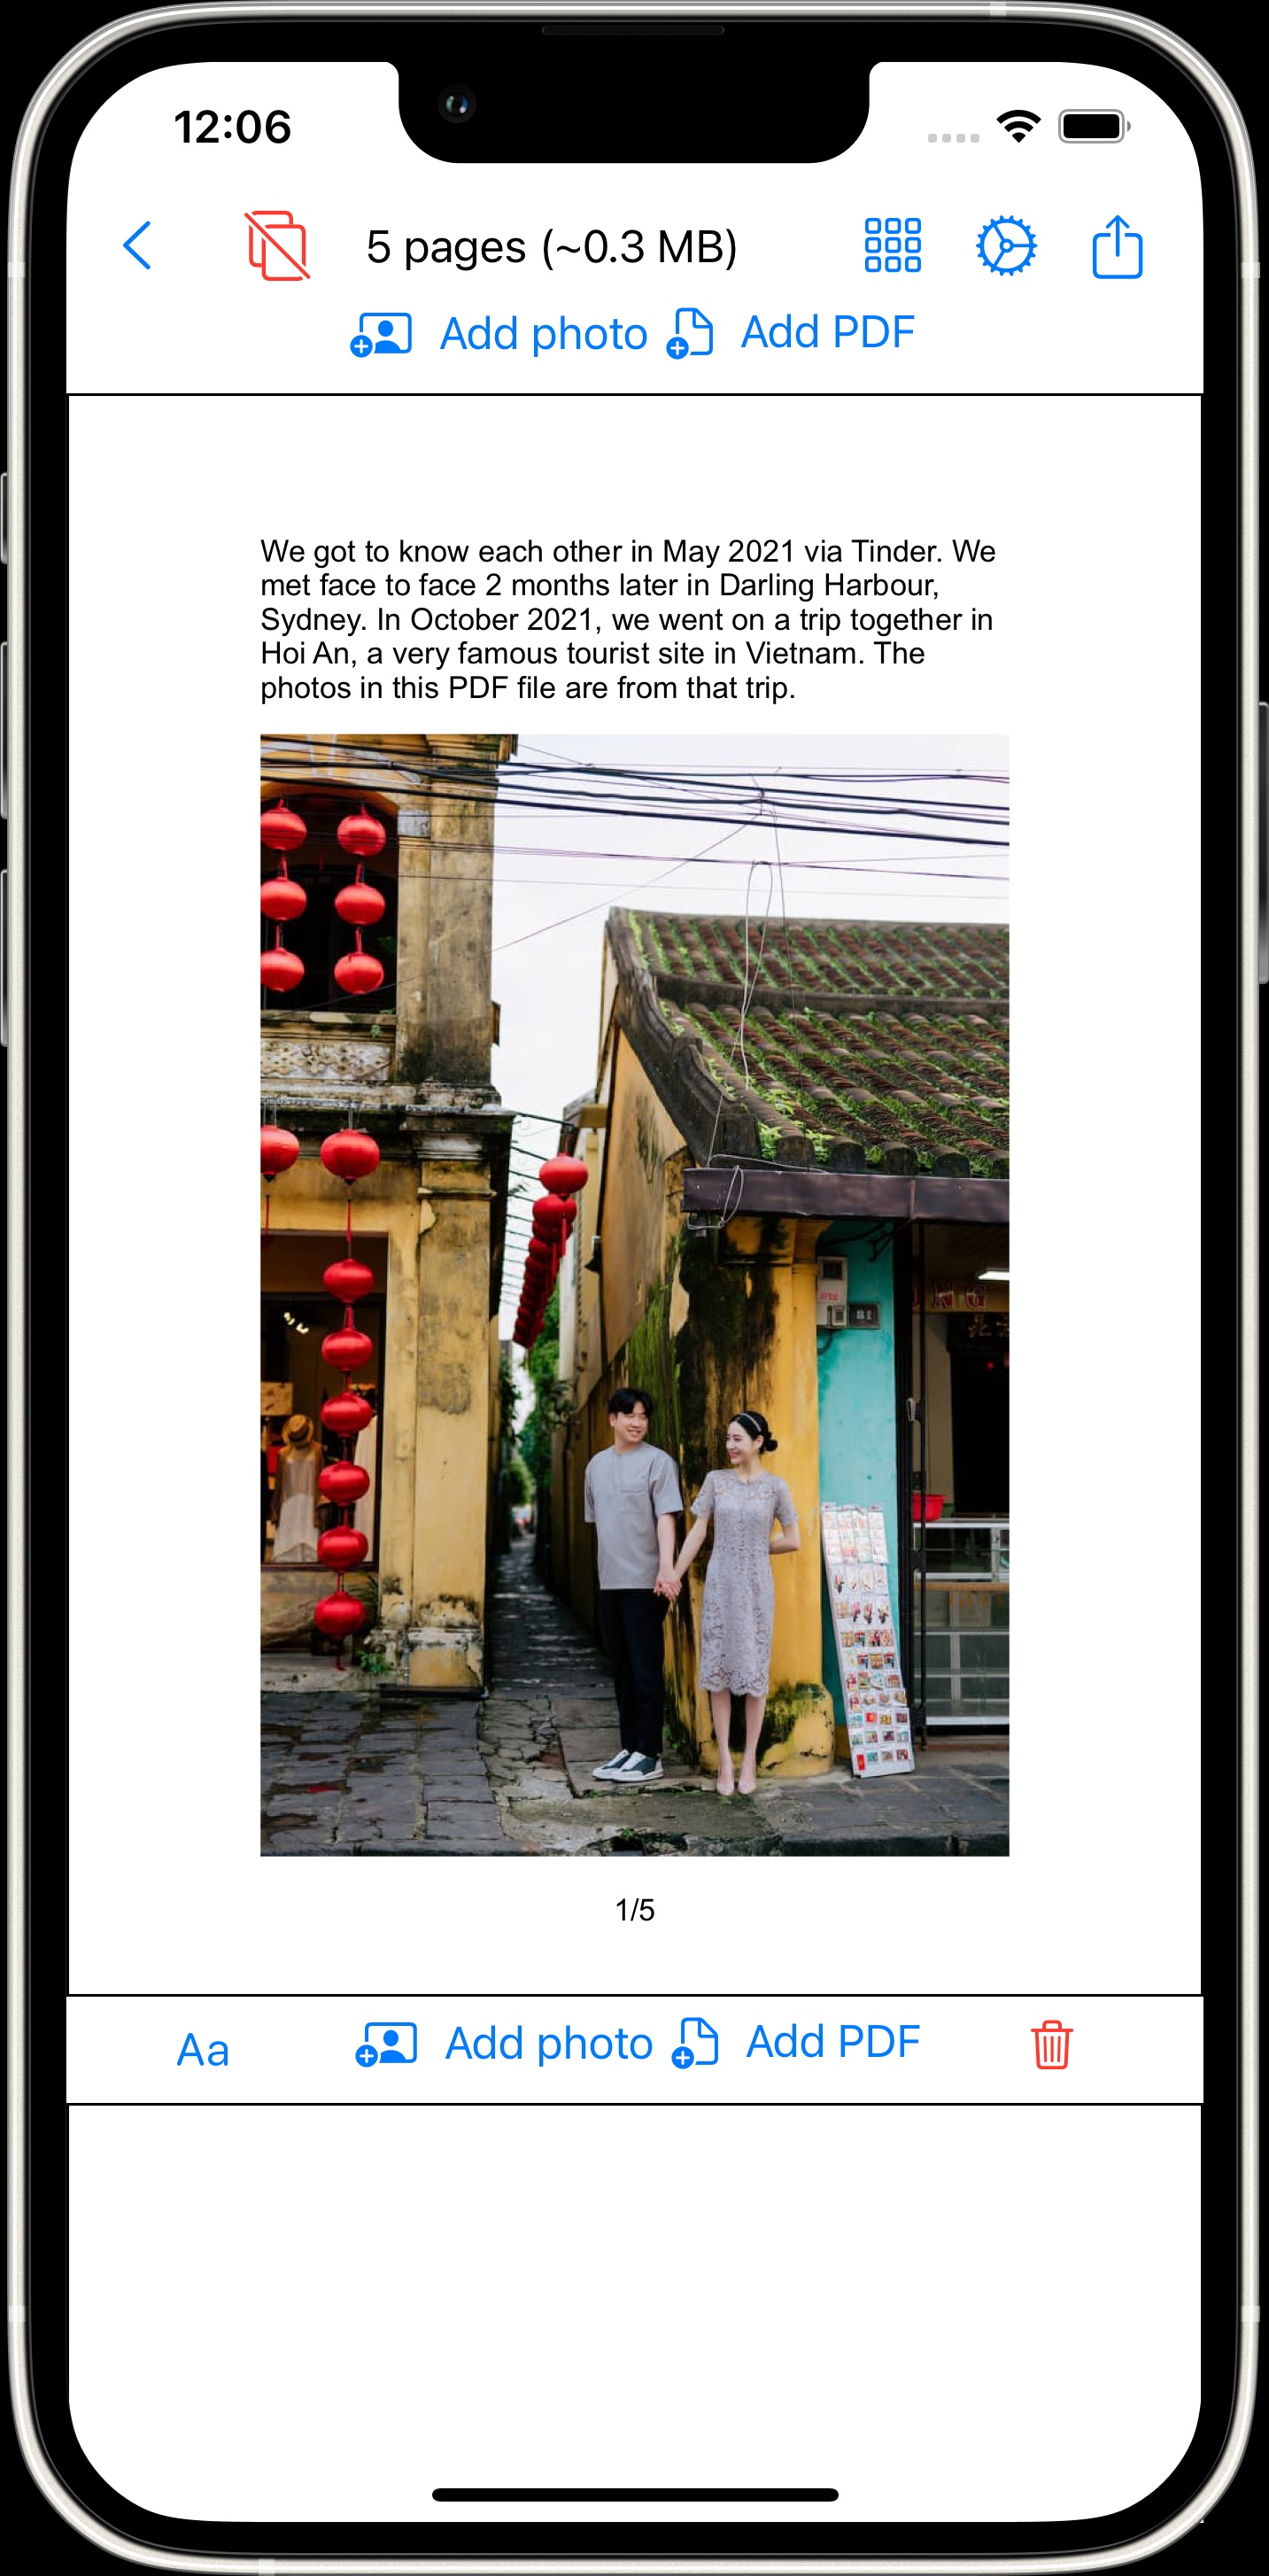 12:06
5 pages (~0.3 MB)
Add photo Add PDF
We got to know each other in May 2021 via Tinder. We
met face to face 2 months later in Darling Harbour,
Sydney. In October 2021, we went on a trip together in
Hoi An, a very famous tourist site in Vietnam. The
photos in this PDF file are from that trip.
81
NG
1/5
Aa Add photo Add PDF